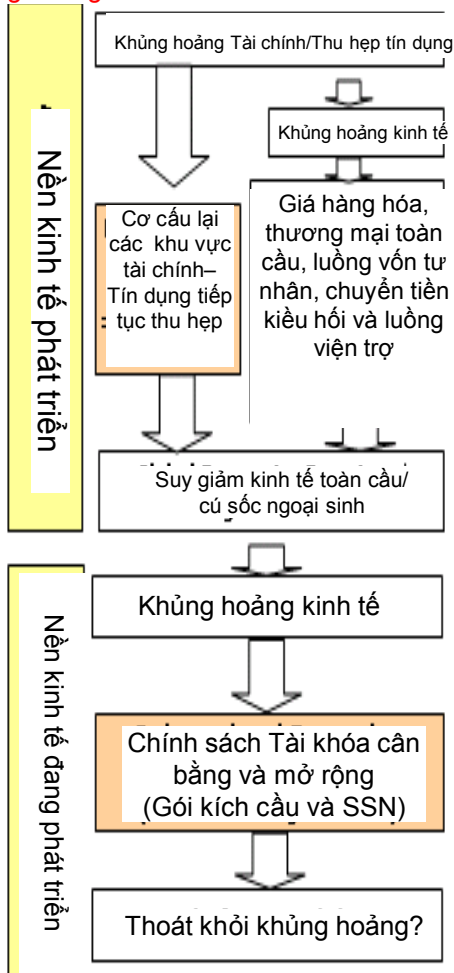 Khủng hoảng Tài chính/Thu hẹp tín dụng
Khủng hoảng kinh tế
Nền kinh tế phát triển
Cơ cấu lại
các khu vực
tài chính–
Tín dụng tiếp
tục thu hẹp
Giá hàng hóa,
thương mại toàn
cầu, luồng vốn tư
nhân, chuyển tiền
kiều hối và luồng
viện trợ
Suy giảm kinh tế toàn cầu/
cú sốc ngoại sinh
Nền kinh tế đang phát triển
Khủng hoảng kinh tế
Chính sách Tài khóa cân
bằng và mở rộng
(Gói kích cầu và SSN)
Thoát khỏi khủng hoảng?